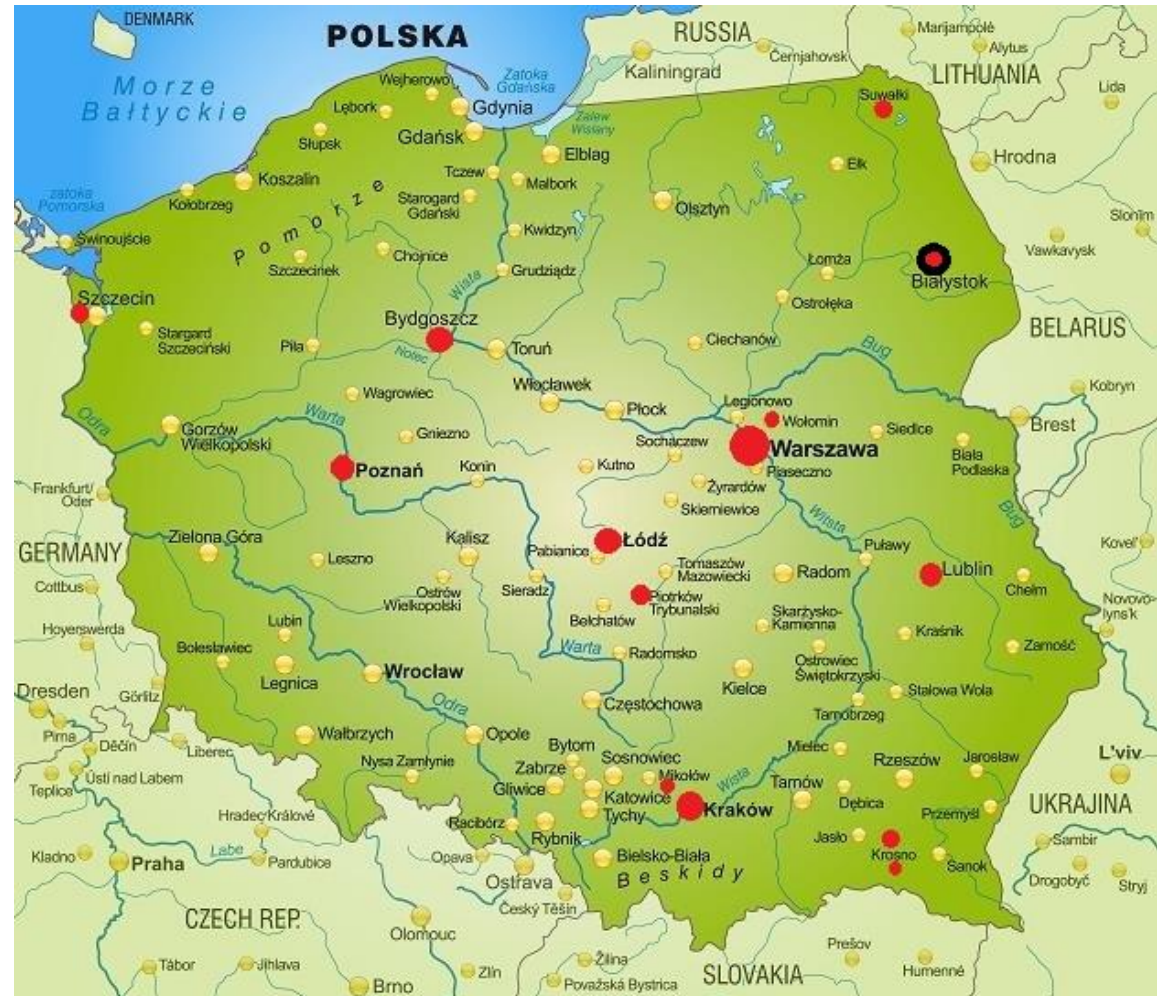 DENMARK
POLSKA
RUSSIA
Marijampolė
Alytus
Morze
Bałtyckie
Zatoka
Gdańska
Wejherowo
Kaliningrad
Černjahovsk
LITHUANIA
Lębork
Gdynia
Suwałki
Lida
Słupsk
Gdańsk
Zalew
Wiślany
Elbląg
Ełk
Hrodna
Tczew
Malbork
Koszalin
zatoka
Pomorska
Kołobrzeg
Starogard
Gdański
Olsztyn
Slonim
Pomorze
Świnoujście
Kwidzyn
Vawkavysk
Szczecinek
Chojnice
Grudziądz
Łomża
Białystok
Wisła
Szczecin
Ostrołęka
Bydgoszcz
BELARUS
Stargard
Szczeciński
Piła
Notec
Toruń
Ciechanów
Bug
Włocławek
Kobryn
Wagrowiec
Odra
Warta
Płock
Legionowo
Wołomin
Gorzów
Wielkopolski
Gniezno
Sochaczew
Siedlce
Brest
Warszawa
Biała
Podlaska
Poznań
Konin
Kutno
Piaseczno
Frankfurt/
Oder
Żyrardów
Skierniewice
Bug
Wisła
Zielona Góra
Kalisz
Łódź
GERMANY
Leszno
Pabianice
Puławy
Kovel'
Tomaszów
Mazowiecki
Radom
Lublin
Cottbus
Ostrów
Wielkopolski
Sieradz
Piotrków
Trybunalski
Chełm
Novovo-
lyns'k
Bełchatów
Skarżysko-
Kamienna
Hoyerswerda
Lubin
Kraśnik
Bolesławiec
Warta
Radomsko
Ostrowiec
Świętokrzyski
Zamość
Wrocław
Legnica
Kielce
Dresden
Görlitz
Stalowa Wola
Odra
Częstochowa
Tarnobrzeg
Pirna
Wałbrzych
Opole
Děčín
Liberec
Bytom
Mielec
L'viv
Nysa Zamłynie
Sosnowiec
Rzeszów
Jarosław
Ústí nad Labem
Zabrze
Mikołów
Wisła
Teplice
Gliwice
Katowice
Tarnów
Dębica
UKRAJINA
Hradec Králové
Tychy
Kraków
Przemyśl
Racibórz
Rybnik
Jasło
Sambir
Kladno
Labe
Praha
Pardubice
Opava
Bielsko-Biała
Krosno
Sanok
Beskidy
Ostrava
Drogobyč
Stryj
Český Těšín
CZECH REP.
Olomouc
Prešov
Žilina
Tábor
Jihlava
Zlín
Humenné
SLOVAKIA
Brno
Považská Bystrica